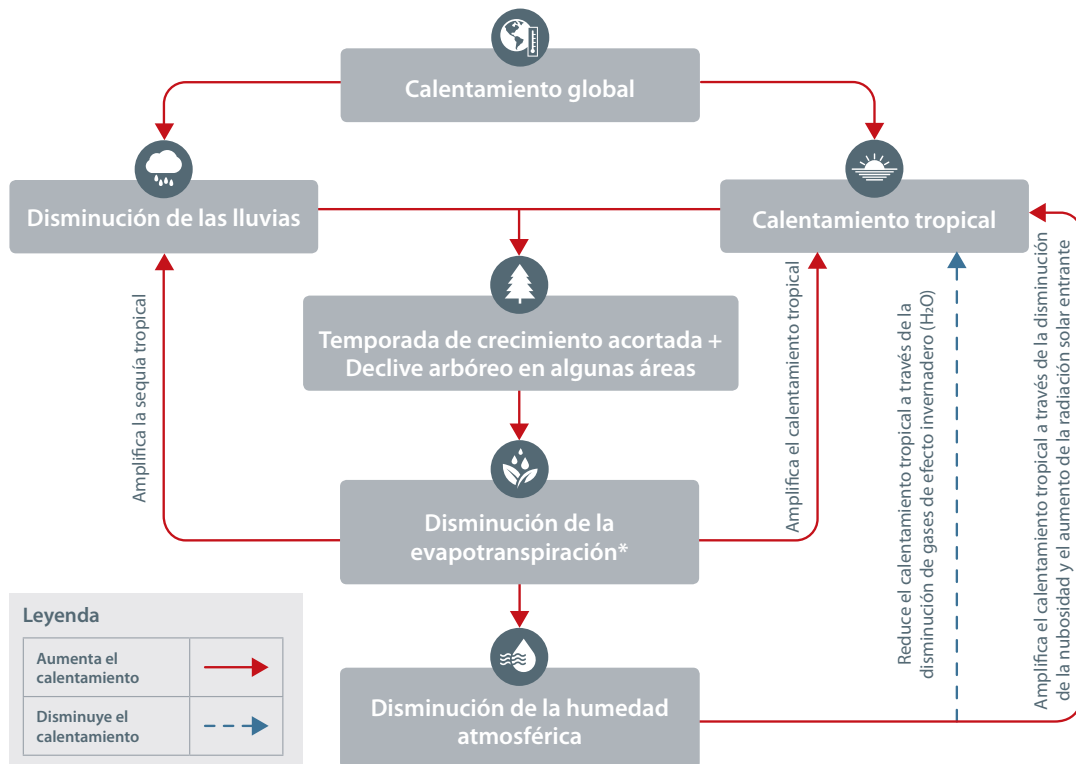 Calentamiento global
Disminución de las lluvias
Calentamiento tropical
Temporada de crecimiento acortada +
Declive arbóreo en algunas áreas
Amplifica la sequía tropical
Amplifica el calentamiento tropical
Reduce el calentamiento tropical a través de la
disminución de gases de efecto invernadero (H₂O)
Amplifica el calentamiento tropical a través de la disminución
de la nubosidad y el aumento de la radiación solar entrante
Disminución de la
evapotranspiración*
Disminución de la humedad
atmosférica
Leyenda
Aumenta el
calentamiento
Disminuye el
calentamiento